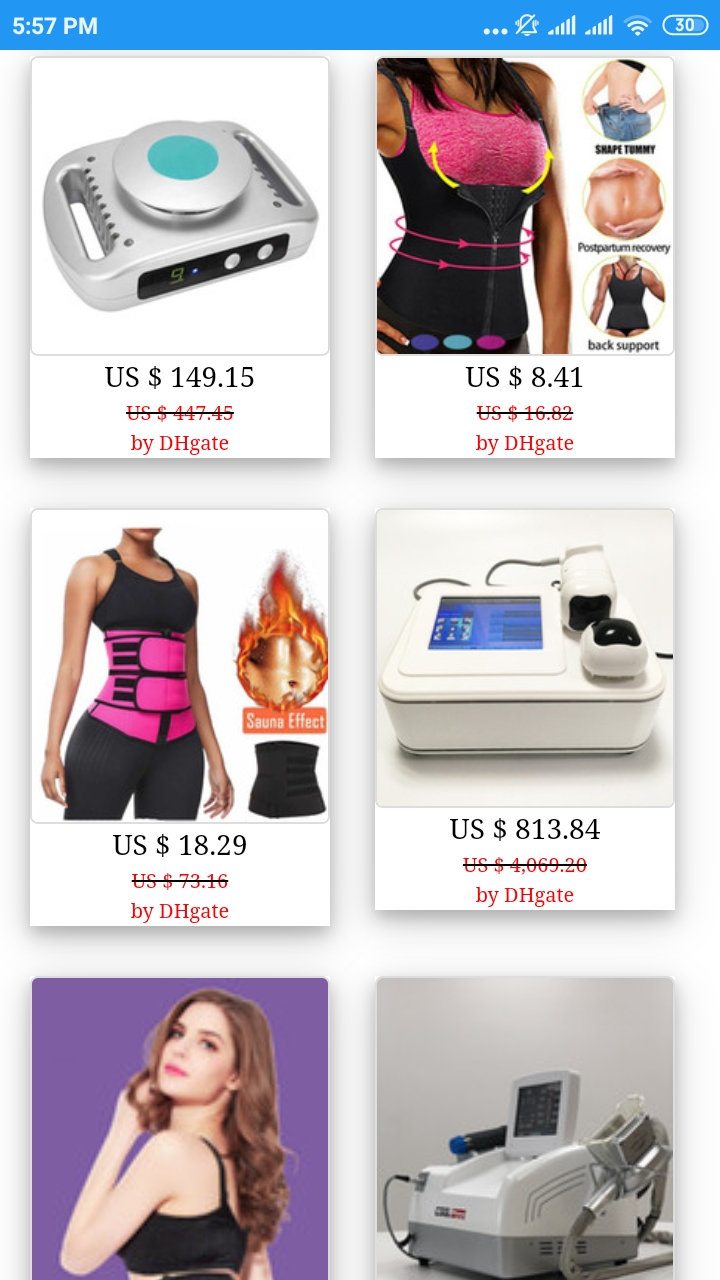 5:57 PM
30
SHAPE TUMMY
Postpartum recovery
back support
9
US $ 149.15
US $ 447.45
by DHgate
US $ 8.41
US $ 16.82
by DHgate
Sauna Effect
US $ 18.29
US $ 73.16
by DHgate
US $ 813.84
US $ 4,069.20
by DHgate